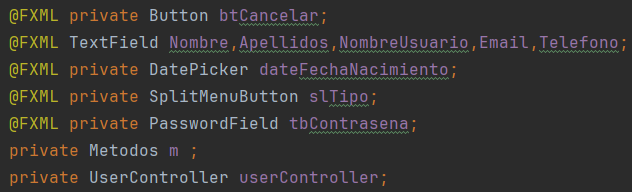 @FXML private Button btCancelar;
@FXML TextField Nombre,Apellidos,NombreUsuario,Email,Telefono;
@FXML private DatePicker dateFechaNacimiento;
@FXML private SplitMenuButton slTipo;
@FXML private PasswordField tbContrasena;
private Metodos m ;
private UserController userController;